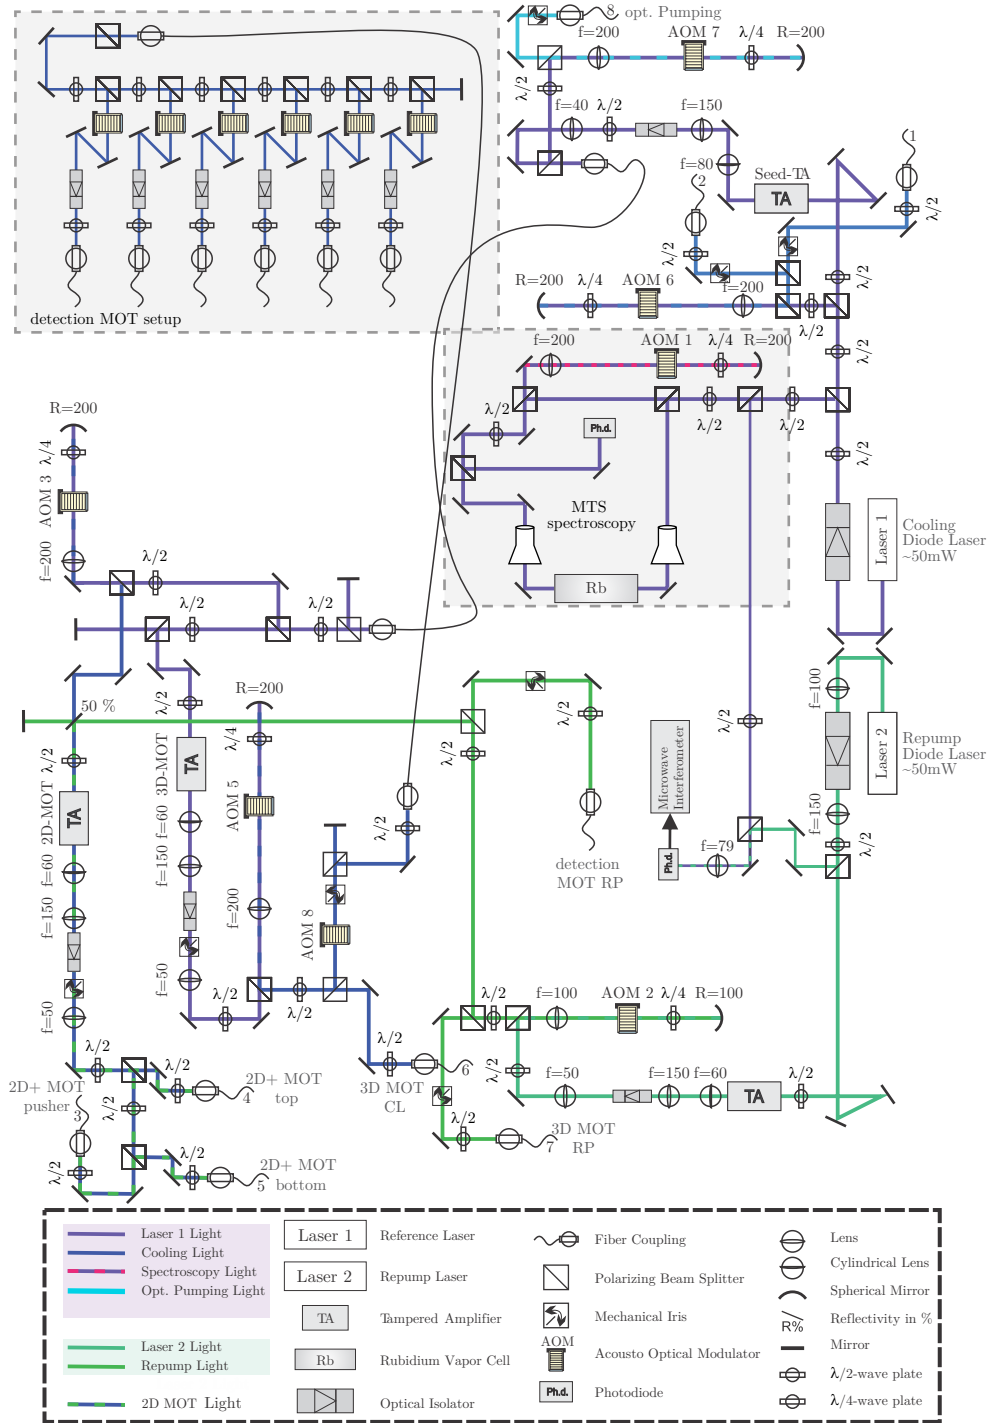 8 opt. Pumping
f=200
AOM 7
λ/4
R=200
λ/2
f=40
λ/2
f=150
1
f=80
2
Seed-TA
TA
λ/2
λ/2
R=200
λ/4
AOM 6
f=200
λ/2
λ/2
detection MOT setup
λ/2
f=200
AOM 1
λ/4
R=200
λ/2
λ/2
λ/2
Ph.d.
λ/2
MTS
spectroscopy
Rb
Laser 1
Cooling
Diode Laser
~50mW
R=200
λ/4
AOM 3
f=200
λ/2
λ/2
λ/2
50 %
λ/2
R=200
λ/4
AOM 5
f=200
3D-MOT
TA
f=60
f=150
f=50
λ/2
λ/2
2D-MOT
TA
f=60
f=150
f=50
λ/2
AOM 8
λ/2
λ/2
λ/2
detection
MOT RP
Microwave
Interferometer
Ph.d.
f=79
λ/2
f=100
Laser 2
Repump
Diode Laser
~50mW
f=150
λ/2
λ/2
f=100
AOM 2
λ/4
R=100
λ/2
f=50
f=150
f=60
TA
λ/2
λ/2
6
3D MOT
CL
λ/2
7
3D MOT
RP
λ/2
λ/2
2D+ MOT
pusher
3
λ/2
4
2D+ MOT
top
λ/2
λ/2
5
2D+ MOT
bottom
Laser 1 Light
Cooling Light
Spectroscopy Light
Opt. Pumping Light
Laser 2 Light
Repump Light
2D MOT Light
Laser 1
Reference Laser
Laser 2
Repump Laser
TA
Tampered Amplifier
Rb
Rubidium Vapor Cell
Optical Isolator
Fiber Coupling
Polarizing Beam Splitter
Mechanical Iris
AOM
Acousto Optical Modulator
Ph.d.
Photodiode
Lens
Cylindrical Lens
Spherical Mirror
R%
Reflectivity in %
Mirror
λ/2-wave plate
λ/4-wave plate